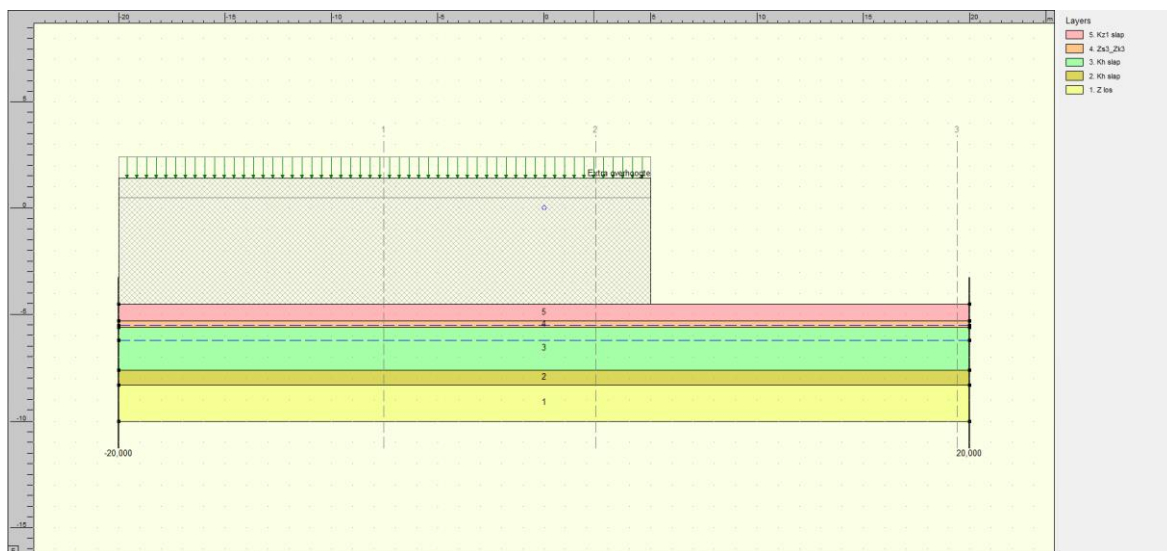 -20 -15 -10 -5 0 5 10 15 20 m
Layers
5. Kz1 slap
4. Zs3_Zk3
3. Kh slap
2. Kh slap
1. Z los
5
1 2 3
Extra overhoogte
0
-5
5
4
3
2
1
-10
-20,000 20,000
-15